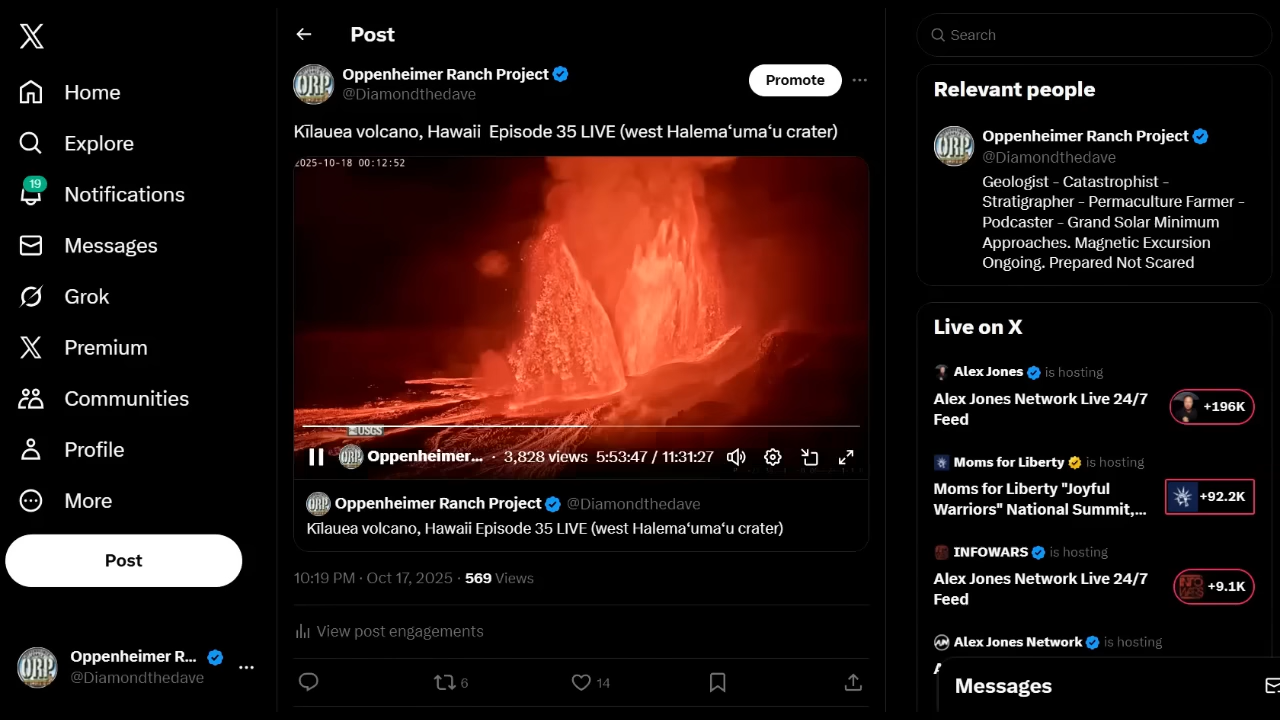 Home
Explore
19
Notifications
Messages
Grok
Premium
Communities
Profile
More
Post
Oppenheimer R...
@Diamondthedave
Post
Oppenheimer Ranch Project
@Diamondthedave
Promote
Kīlauea volcano, Hawaii  Episode 35 LIVE (west Halemaʻumaʻu crater)
2025-10-18 00:12:52
USGS
ORP
Oppenheimer... · 3,828 views 5:53:47 / 11:31:27
Oppenheimer Ranch Project @Diamondthedave
Kīlauea volcano, Hawaii Episode 35 LIVE (west Halemaʻumaʻu crater)
10:19 PM · Oct 17, 2025 · 569 Views
View post engagements
6
14
Search
Relevant people
Oppenheimer Ranch Project
@Diamondthedave
Geologist - Catastrophist -
Stratigrapher - Permaculture Farmer -
Podcaster - Grand Solar Minimum
Approaches. Magnetic Excursion
Ongoing. Prepared Not Scared
Live on X
Alex Jones is hosting
Alex Jones Network Live 24/7
Feed
+196K
Moms for Liberty is hosting
Moms for Liberty "Joyful
Warriors" National Summit,...
+92.2K
INFOWARS is hosting
Alex Jones Network Live 24/7
Feed
+9.1K
Alex Jones Network is hosting
Messages